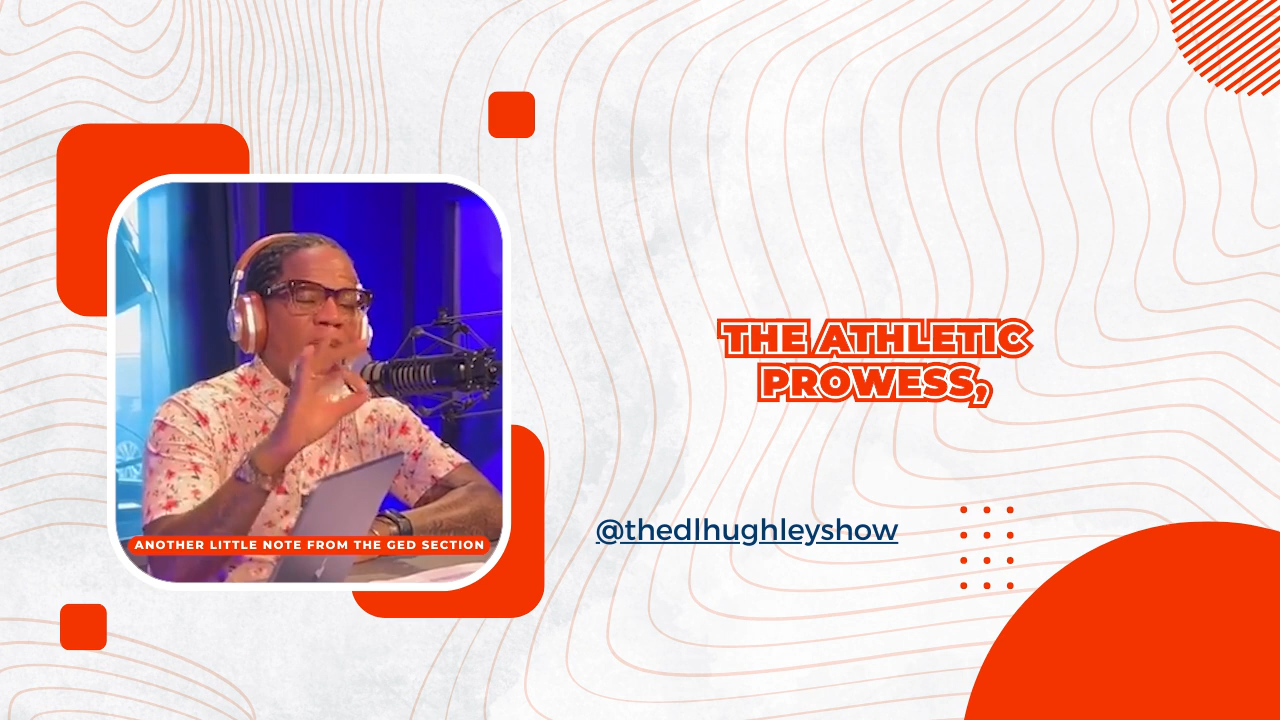 ANOTHER LITTLE NOTE FROM THE GED SECTION
THE ATHLETIC
PROWESS,
@thedlhughleyshow